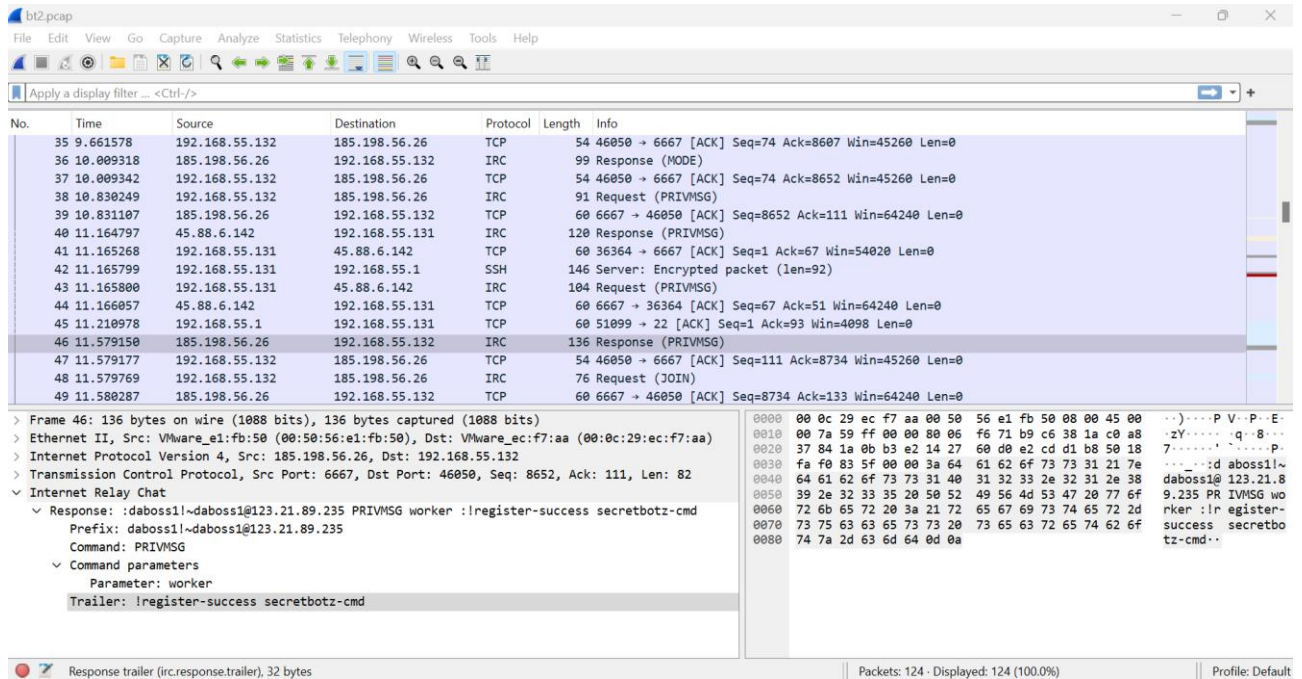 bt2.pcap
File Edit View Go Capture Analyze Statistics Telephony Wireless Tools Help
Apply a display filter ... <Ctrl-/>
No. Time Source Destination Protocol Length Info
35 9.661578 192.168.55.132 185.198.56.26 TCP 54 46050 → 6667 [ACK] Seq=74 Ack=8607 Win=45260 Len=0
36 10.009318 185.198.56.26 192.168.55.132 IRC 99 Response (MODE)
37 10.009342 192.168.55.132 185.198.56.26 TCP 54 46050 → 6667 [ACK] Seq=74 Ack=8652 Win=45260 Len=0
38 10.830249 192.168.55.132 185.198.56.26 IRC 91 Request (PRIVMSG)
39 10.831107 185.198.56.26 192.168.55.132 TCP 60 6667 → 46050 [ACK] Seq=8652 Ack=111 Win=64240 Len=0
40 11.164797 45.88.6.142 192.168.55.131 IRC 120 Response (PRIVMSG)
41 11.165268 192.168.55.131 45.88.6.142 TCP 60 36364 → 6667 [ACK] Seq=1 Ack=67 Win=54020 Len=0
42 11.165799 192.168.55.131 192.168.55.1 SSH 146 Server: Encrypted packet (len=92)
43 11.165800 192.168.55.131 45.88.6.142 IRC 104 Request (PRIVMSG)
44 11.166057 45.88.6.142 192.168.55.131 TCP 60 6667 → 36364 [ACK] Seq=67 Ack=51 Win=64240 Len=0
45 11.210978 192.168.55.1 192.168.55.131 TCP 60 51099 → 22 [ACK] Seq=1 Ack=93 Win=4098 Len=0
46 11.579150 185.198.56.26 192.168.55.132 IRC 136 Response (PRIVMSG)
47 11.579177 192.168.55.132 185.198.56.26 TCP 54 46050 → 6667 [ACK] Seq=111 Ack=8734 Win=45260 Len=0
48 11.579769 192.168.55.132 185.198.56.26 IRC 76 Request (JOIN)
49 11.580287 185.198.56.26 192.168.55.132 TCP 60 6667 → 46050 [ACK] Seq=8734 Ack=133 Win=64240 Len=0
Frame 46: 136 bytes on wire (1088 bits), 136 bytes captured (1088 bits)
Ethernet II, Src: VMware_e1:fb:50 (00:50:56:e1:fb:50), Dst: VMware_ec:f7:aa (00:0c:29:ec:f7:aa)
Internet Protocol Version 4, Src: 185.198.56.26, Dst: 192.168.55.132
Transmission Control Protocol, Src Port: 6667, Dst Port: 46050, Seq: 8652, Ack: 111, Len: 82
Internet Relay Chat
Response: :daboss1!~daboss1@123.21.89.235 PRIVMSG worker :!register-success secretbotz-cmd
Prefix: daboss1!~daboss1@123.21.89.235
Command: PRIVMSG
Command parameters
Parameter: worker
Trailer: !register-success secretbotz-cmd
0000 00 0c 29 ec f7 aa 00 50 56 e1 fb 50 08 00 45 00 ··)····P V··P··E·
0010 00 7a 59 ff 00 00 80 06 f6 71 b9 c6 38 1a c0 a8 ·zY····· ·q··8···
0020 37 84 1a 0b b3 e2 14 27 60 d0 e2 cd d1 b8 50 18 7······' `·····P·
0030 fa f0 83 5f 00 00 3a 64 61 62 6f 73 73 31 21 7e ···_··:d aboss1!~
0040 64 61 62 6f 73 73 31 40 31 32 33 2e 32 31 2e 38 daboss1@ 123.21.8
0050 39 2e 32 33 35 20 50 52 49 56 4d 53 47 20 77 6f 9.235 PR IVMSG wo
0060 72 6b 65 72 20 3a 21 72 65 67 69 73 74 65 72 2d rker :!r egister-
0070 73 75 63 63 65 73 73 20 73 65 63 72 65 74 62 6f success secretbo
0080 74 7a 2d 63 6d 64 0d 0a tz-cmd··
Response trailer (irc.response.trailer), 32 bytes
Packets: 124 · Displayed: 124 (100.0%)
Profile: Default